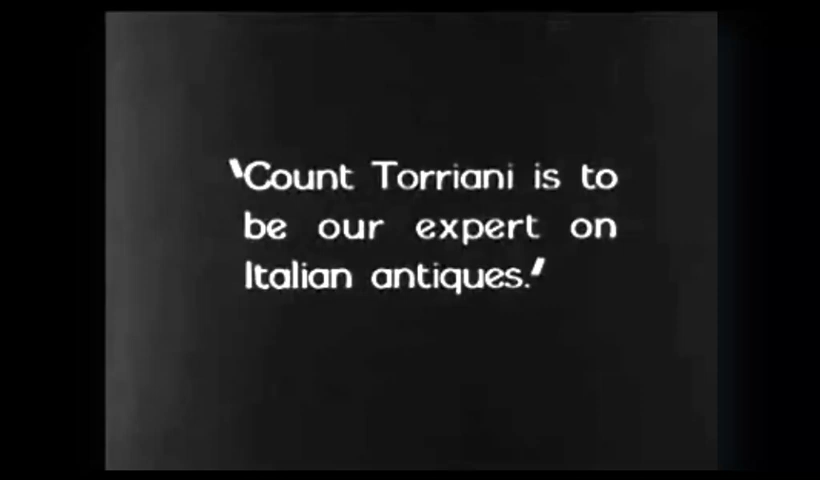 'Count Torriani is to
be our expert on
Italian antiques.'